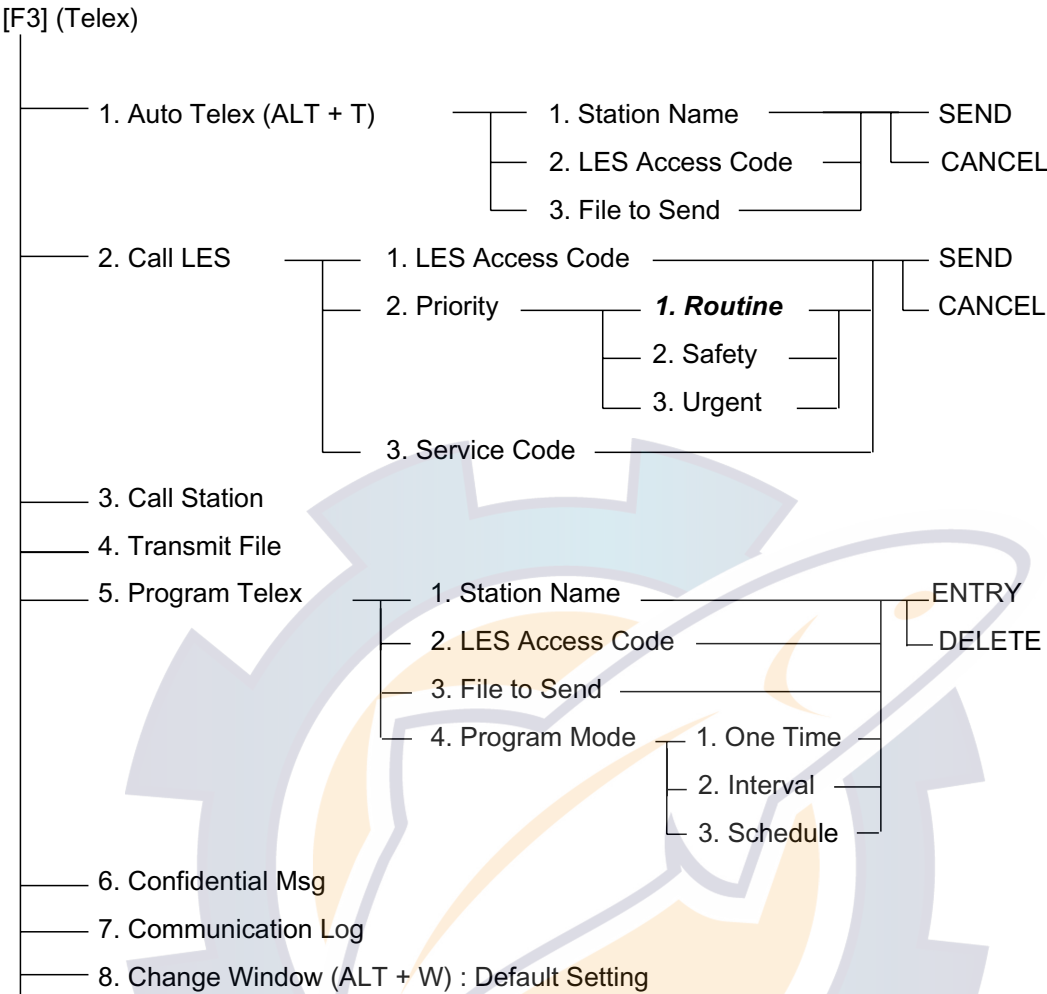 [F3] (Telex)
1. Auto Telex (ALT + T) 1. Station Name SEND
2. LES Access Code CANCEL
3. File to Send
2. Call LES 1. LES Access Code SEND
2. Priority 1. Routine CANCEL
2. Safety
3. Urgent
3. Service Code
3. Call Station
4. Transmit File
5. Program Telex 1. Station Name ENTRY
2. LES Access Code DELETE
3. File to Send
4. Program Mode 1. One Time
2. Interval
3. Schedule
6. Confidential Msg
7. Communication Log
8. Change Window (ALT + W) : Default Setting